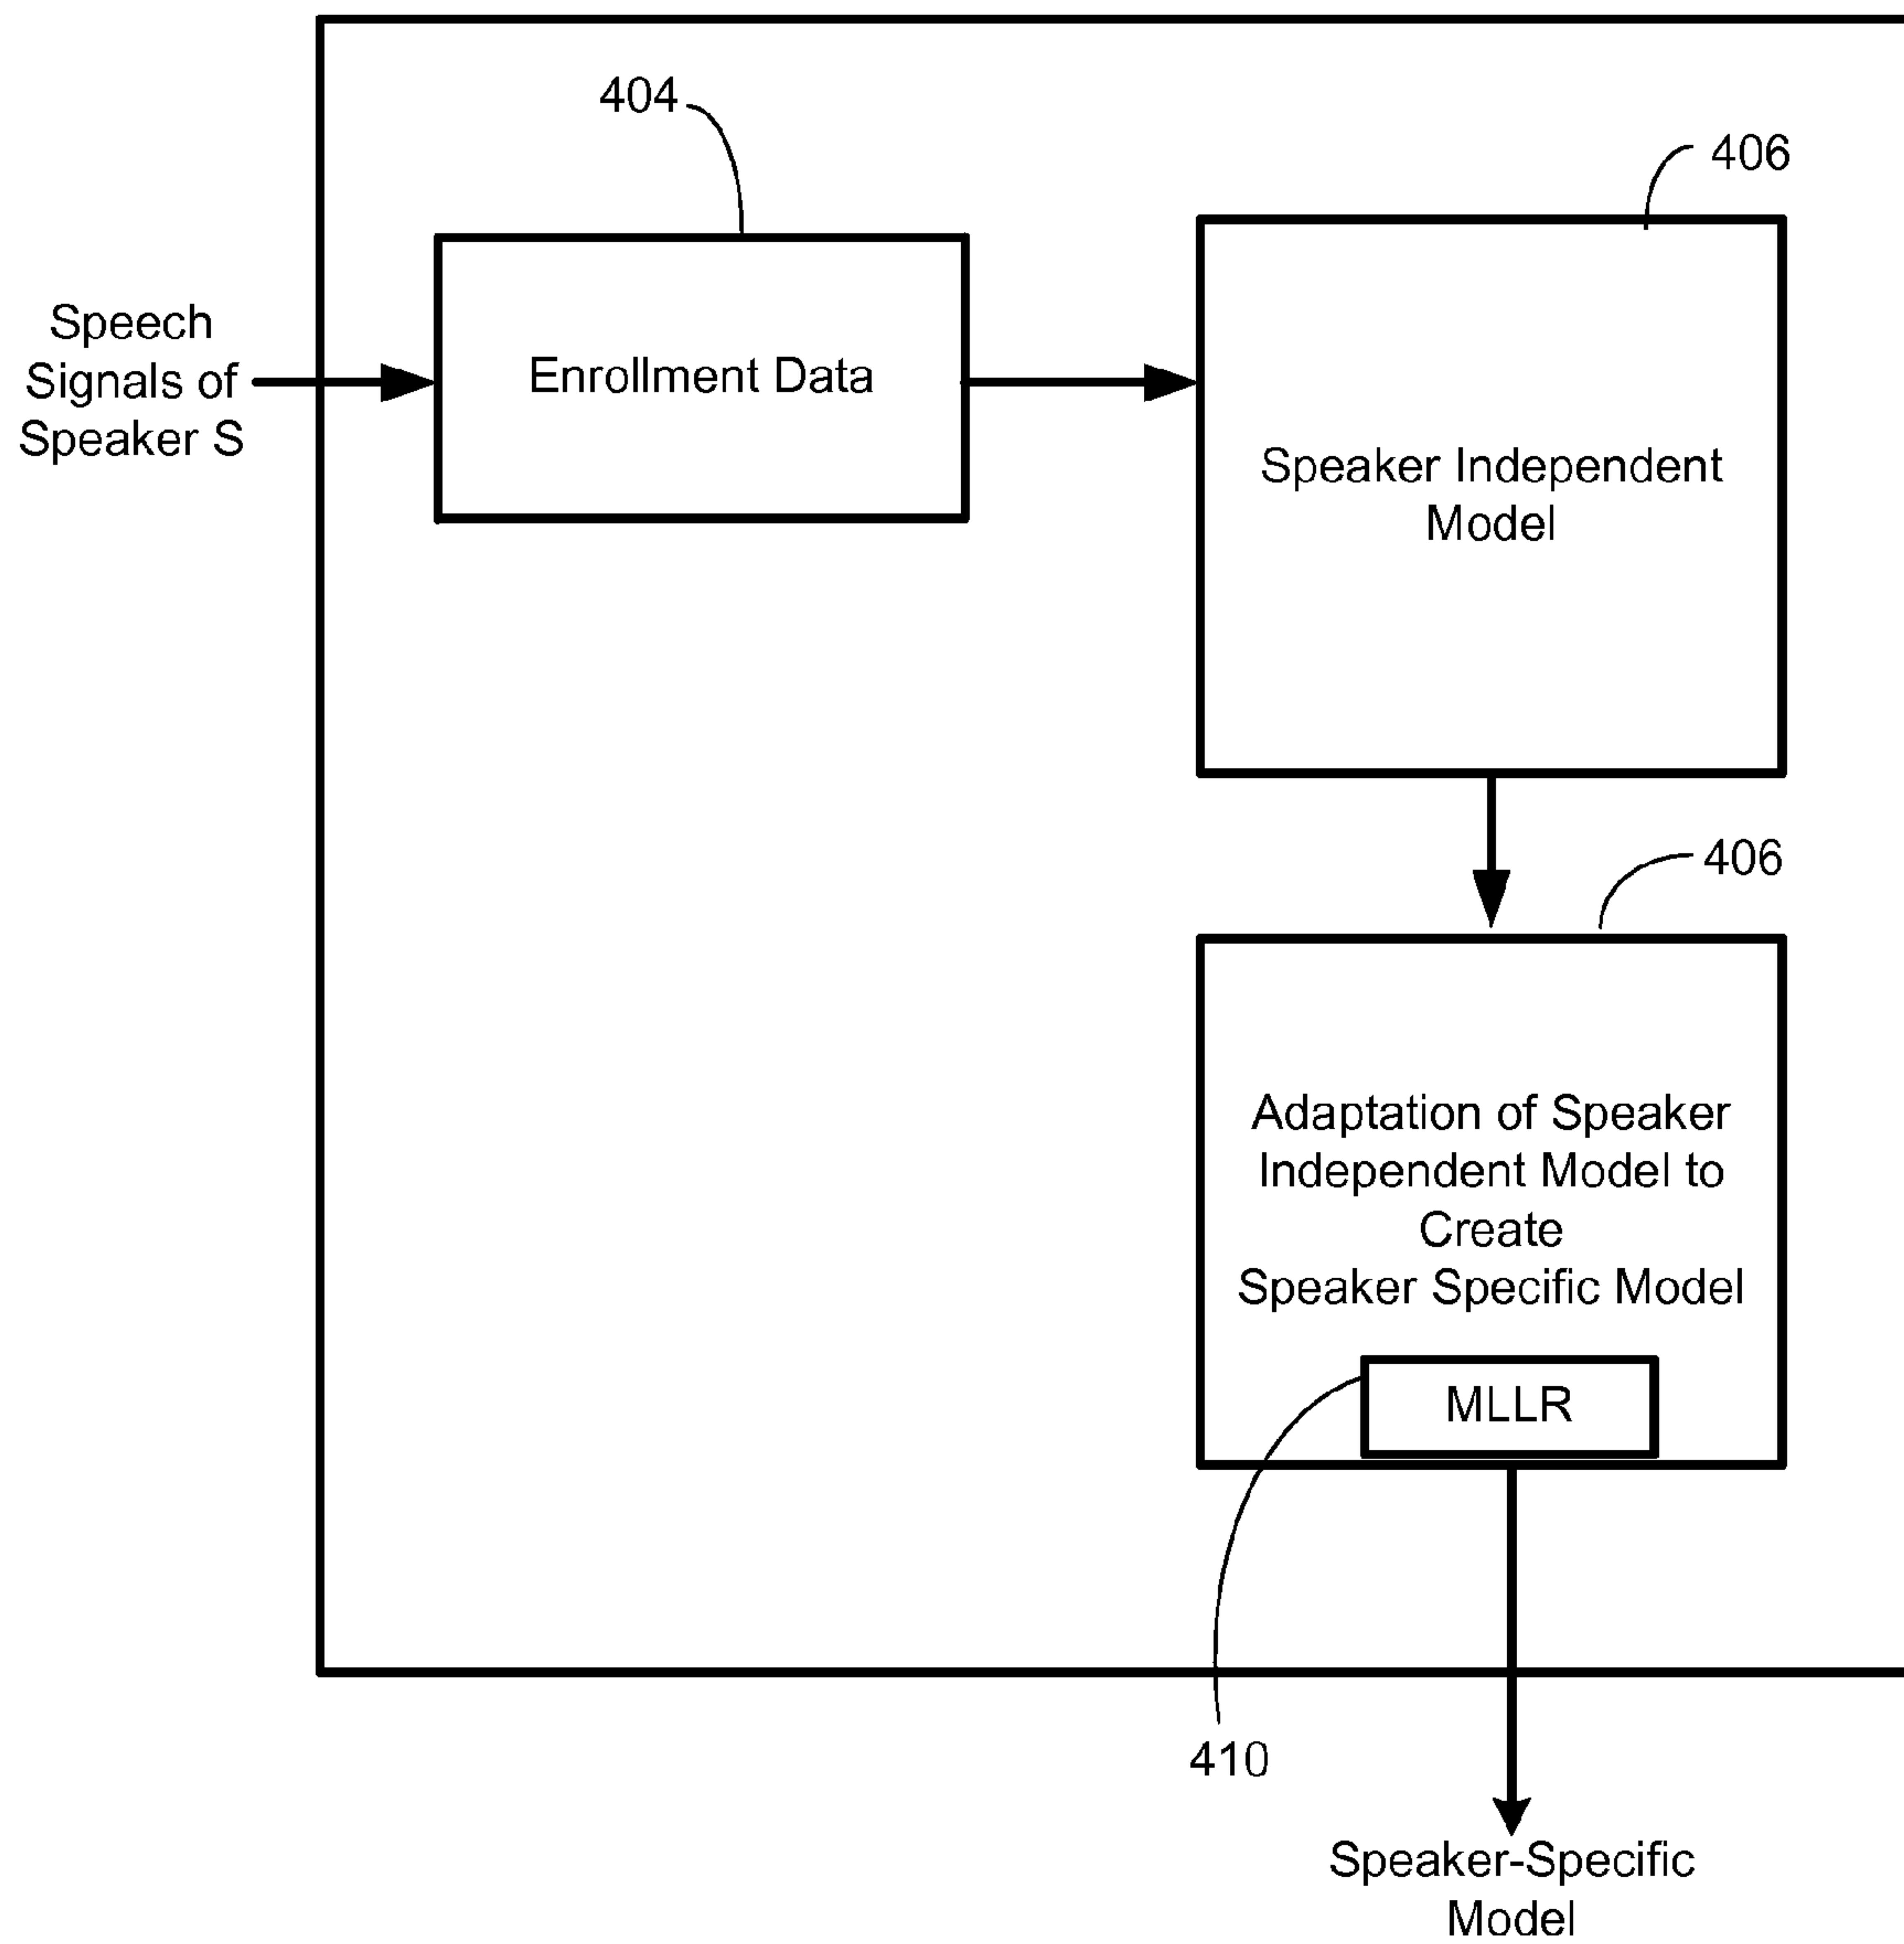 404
406
Speech
Signals of
Speaker S
Enrollment Data
Speaker Independent
Model
406
Adaptation of Speaker
Independent Model to
Create
Speaker Specific Model
MLLR
410
Speaker-Specific
Model